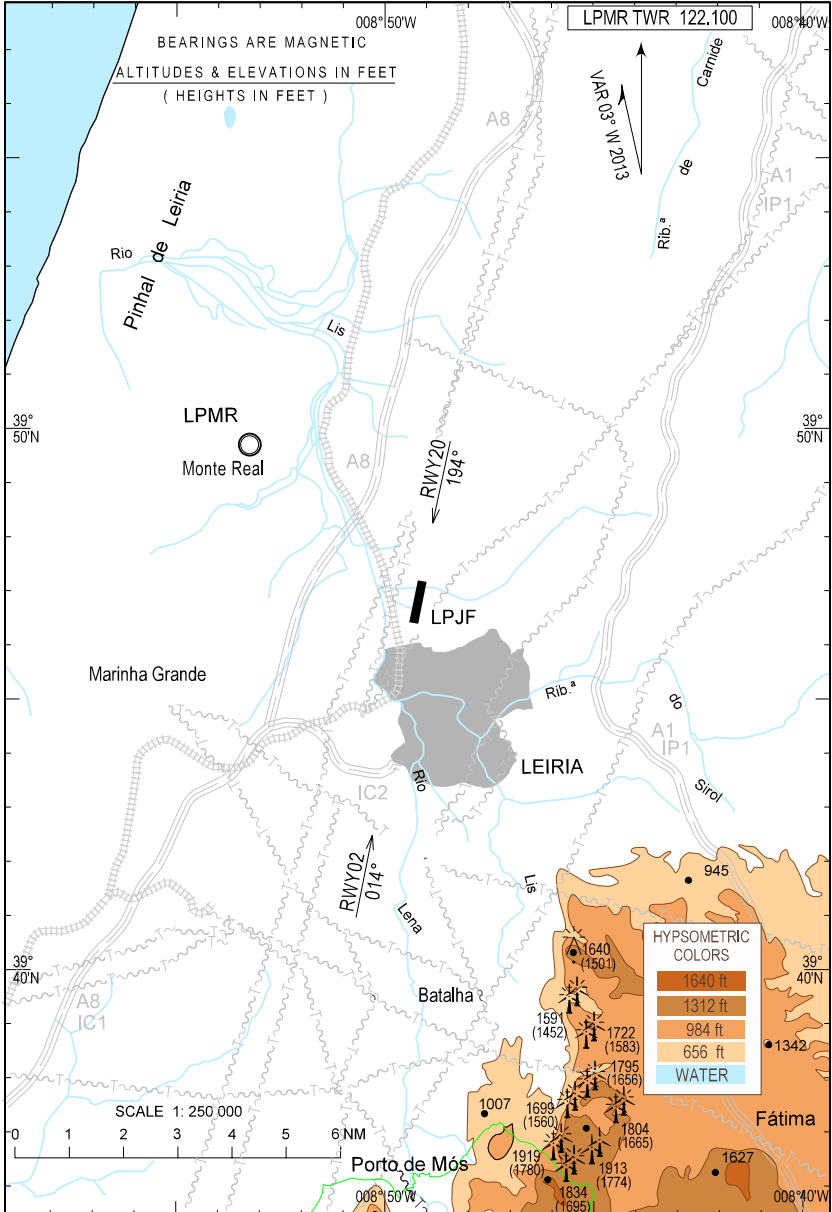 008°50'W
LPMR TWR 122.100
008°40'W
BEARINGS ARE MAGNETIC
ALTITUDES & ELEVATIONS IN FEET
( HEIGHTS IN FEET )
VAR 03° W 2013
Rib.ª de Carnide
A8
A1
IP1
Pinhal de Leiria
Rio
Lis
39°
50'N
LPMR
Monte Real
A8
RWY20
194°
39°
50'N
LPJF
Marinha Grande
Rib.ª
do
Sirol
A1
IP1
LEIRIA
Rio
IC2
RWY02
014°
Lena
Lis
945
HYPSOMETRIC
COLORS
1640 ft
1312 ft
984 ft
656 ft
WATER
39°
40'N
39°
40'N
1640
(1501)
A8
IC1
Batalha
1591
(1452)
1722
(1583)
1342
1795
(1656)
1007
1699
(1560)
1804
(1665)
Fátima
SCALE 1: 250 000
0 1 2 3 4 5 6 NM
1919
(1780)
1913
(1774)
Porto de Mós
1627
1834
(1695)
008°50'W
008°40'W